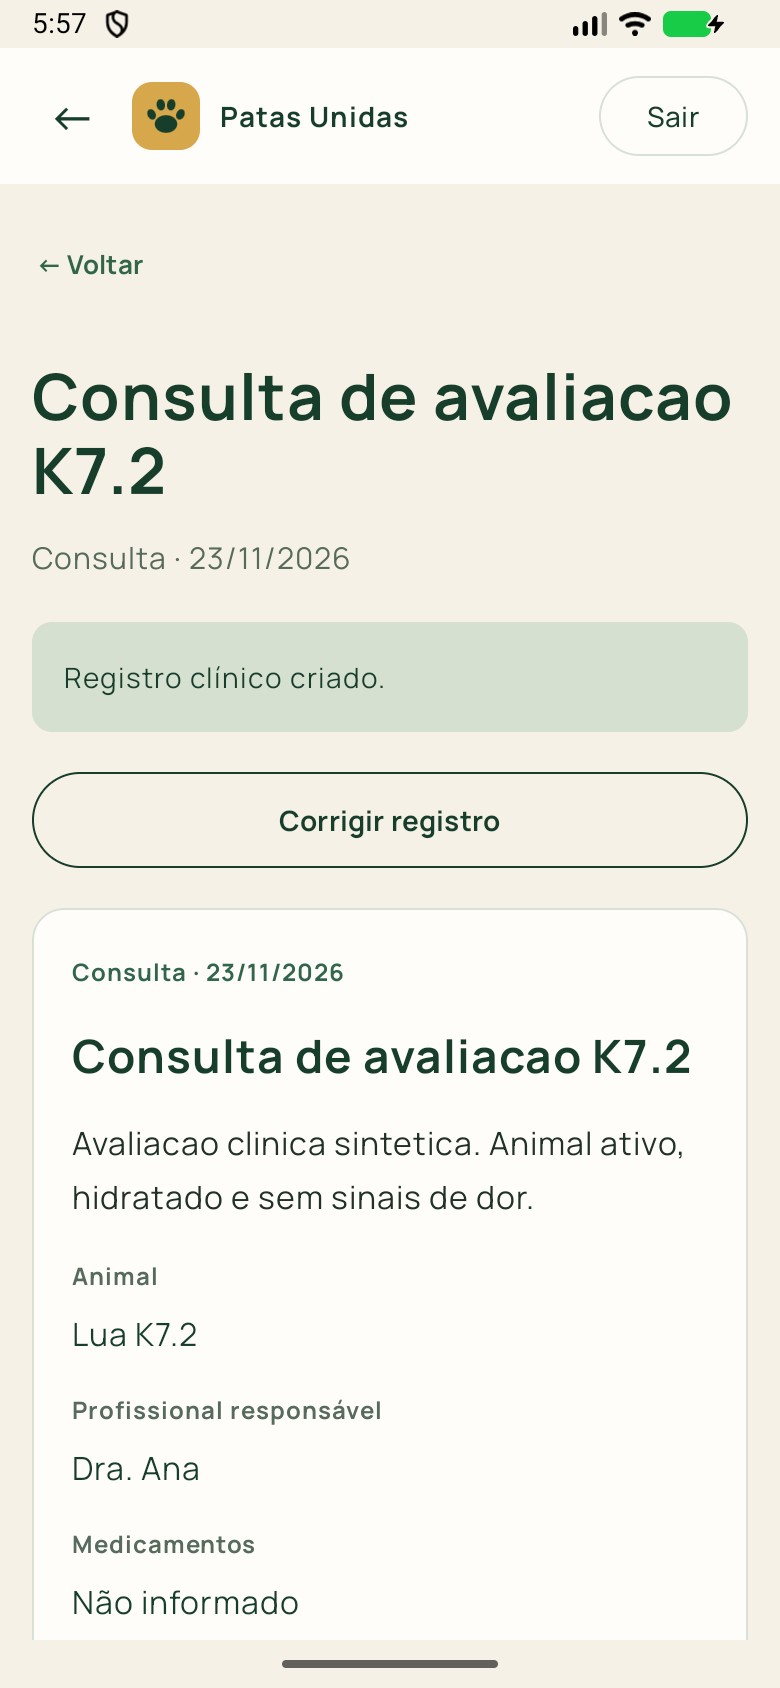 5:57
Patas Unidas
Sair
← Voltar
Consulta de avaliacao
K7.2
Consulta · 23/11/2026
Registro clínico criado.
Corrigir registro
Consulta · 23/11/2026
Consulta de avaliacao K7.2
Avaliacao clinica sintetica. Animal ativo,
hidratado e sem sinais de dor.
Animal
Lua K7.2
Profissional responsável
Dra. Ana
Medicamentos
Não informado